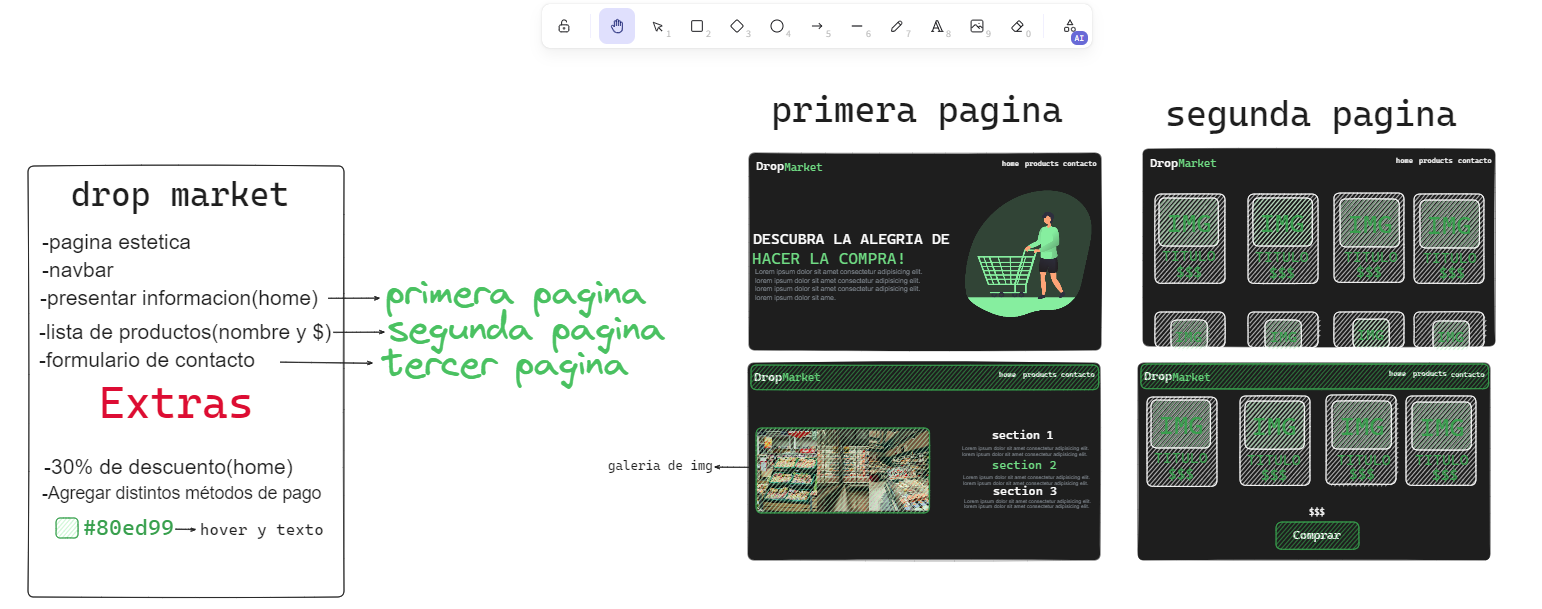 1
2
3
4
5
6
7
8
9
0
AI
drop market
-pagina estetica
-navbar
-presentar informacion(home)
-lista de productos(nombre y $)
-formulario de contacto
Extras
-30% de descuento(home)
-Agregar distintos métodos de pago
#80ed99
hover y texto
primera pagina
segunda pagina
tercer pagina
primera pagina
DropMarket
home products contacto
DESCUBRA LA ALEGRIA DE
HACER LA COMPRA!
Lorem ipsum dolor sit amet consectetur adipisicing elit.
lorem ipsum dolor sit amet consectetur adipisicing elit.
lorem ipsum dolor sit amet consectetur adipisicing elit.
lorem ipsum dolor sit ame.
DropMarket
home products contacto
galeria de img
section 1
Lorem ipsum dolor sit amet consectetur adipisicing elit.
lorem ipsum dolor sit amet consectetur adipisicing elit.
section 2
Lorem ipsum dolor sit amet consectetur adipisicing elit.
lorem ipsum dolor sit amet consectetur adipisicing elit.
section 3
Lorem ipsum dolor sit amet consectetur adipisicing elit.
lorem ipsum dolor sit amet consectetur adipisicing elit.
segunda pagina
DropMarket
home products contacto
IMG IMG IMG IMG
TITULO TITULO TITULO TITULO
$$$ $$$ $$$ $$$
IMG IMG IMG IMG
DropMarket
home products contacto
IMG IMG IMG IMG
TITULO TITULO TITULO TITULO
$$$ $$$ $$$ $$$
$$$
Comprar